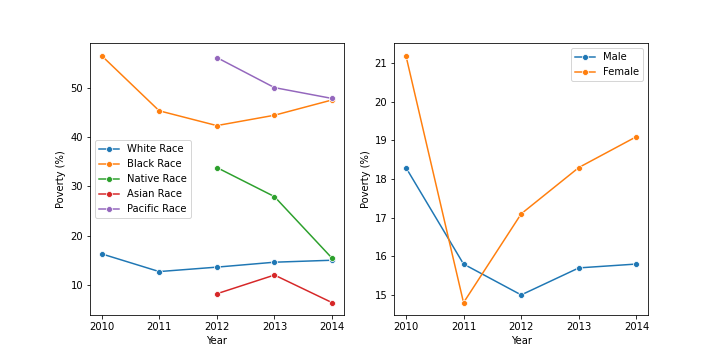 50
40
30
20
10
Poverty (%)
White Race
Black Race
Native Race
Asian Race
Pacific Race
2010 2011 2012 2013 2014
Year
21
20
19
18
17
16
15
Poverty (%)
Male
Female
2010 2011 2012 2013 2014
Year